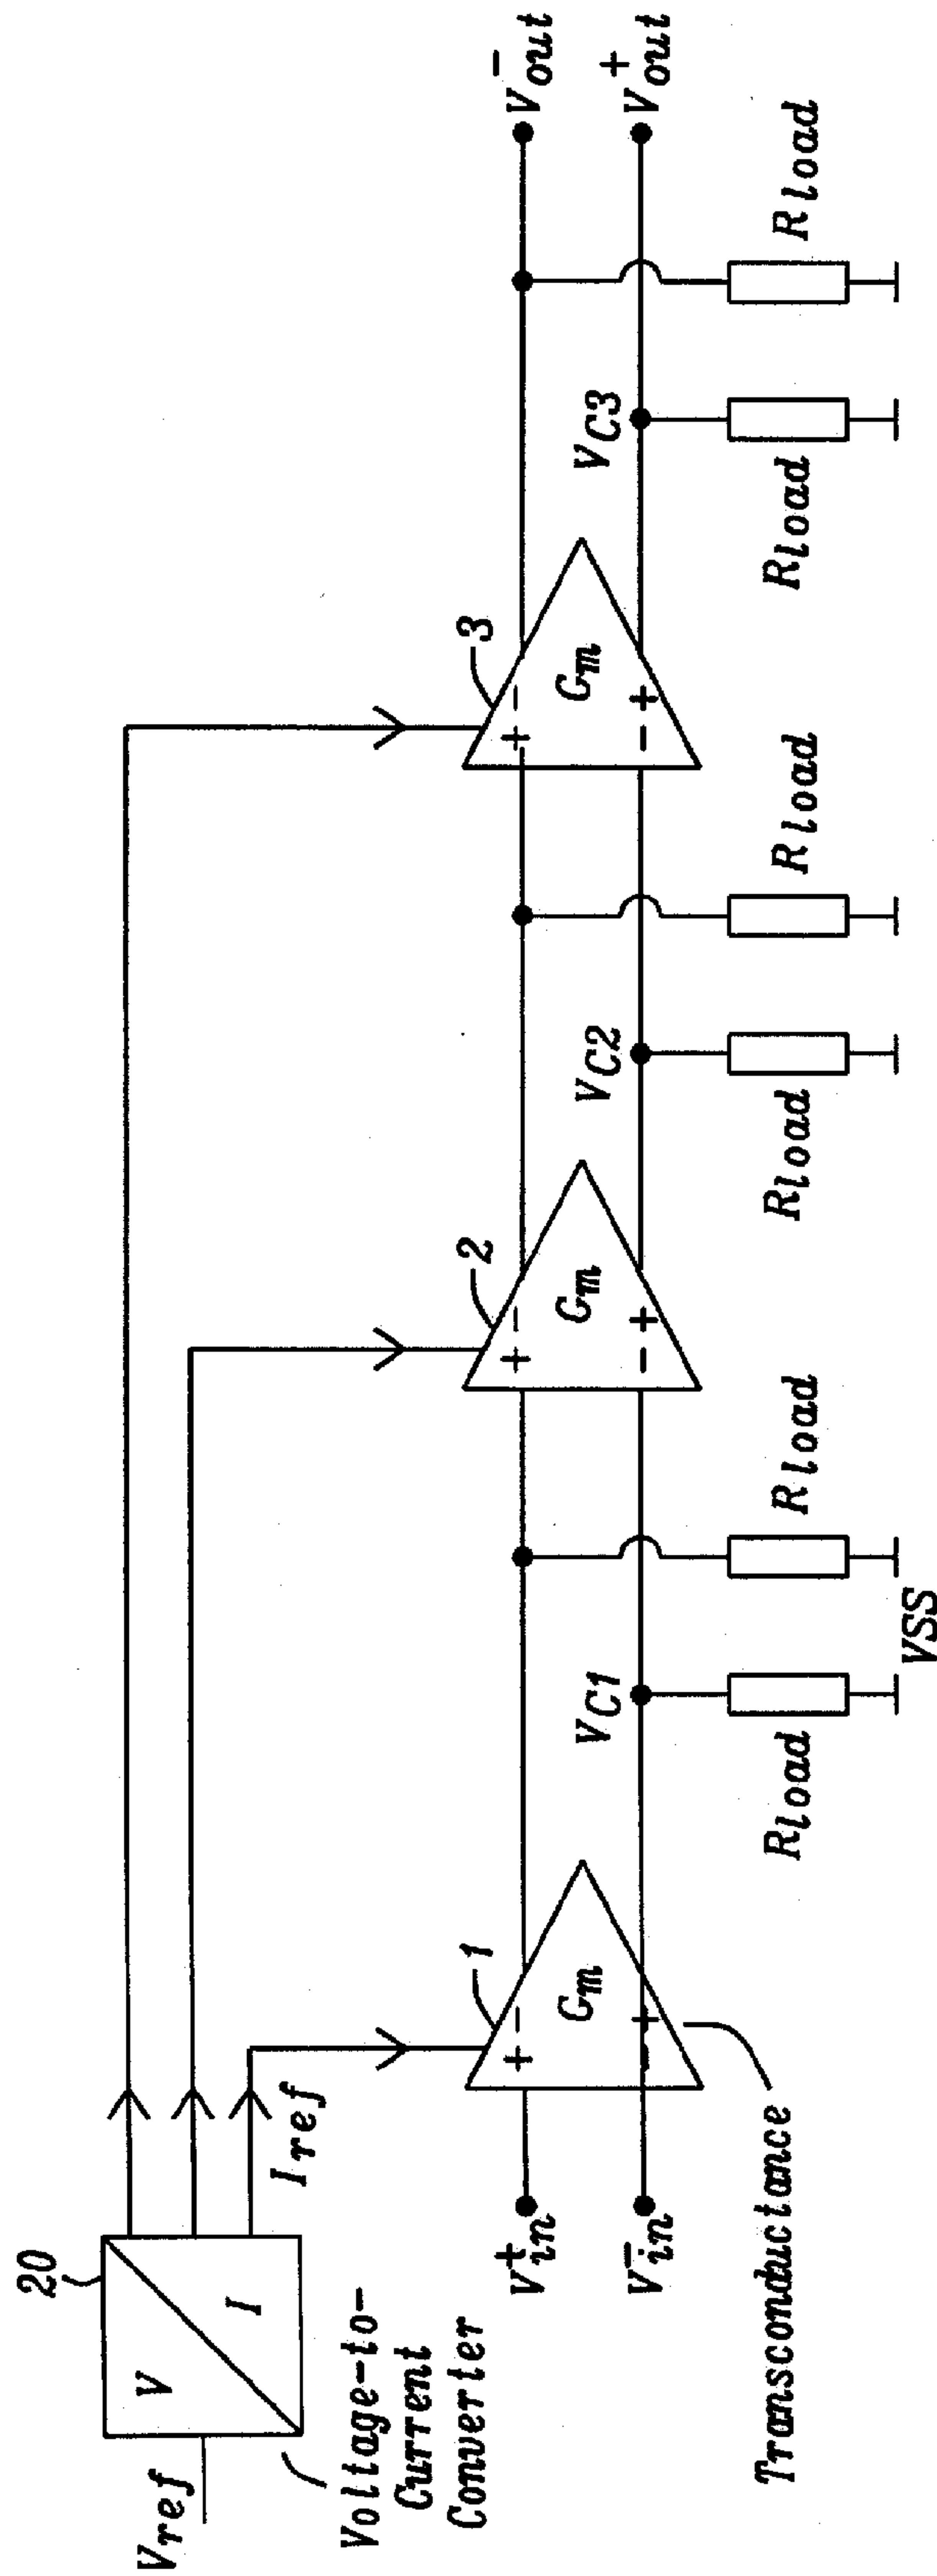 Vref
20
V
I
Voltage-to-
Current
Converter
Iref
V+in
V-in
Transconductance
1
+ -
Gm
- +
VC1
Rload
Rload
VSS
2
+ -
Gm
- +
VC2
Rload
Rload
3
+ -
Gm
- +
VC3
Rload
Rload
V-out
V+out